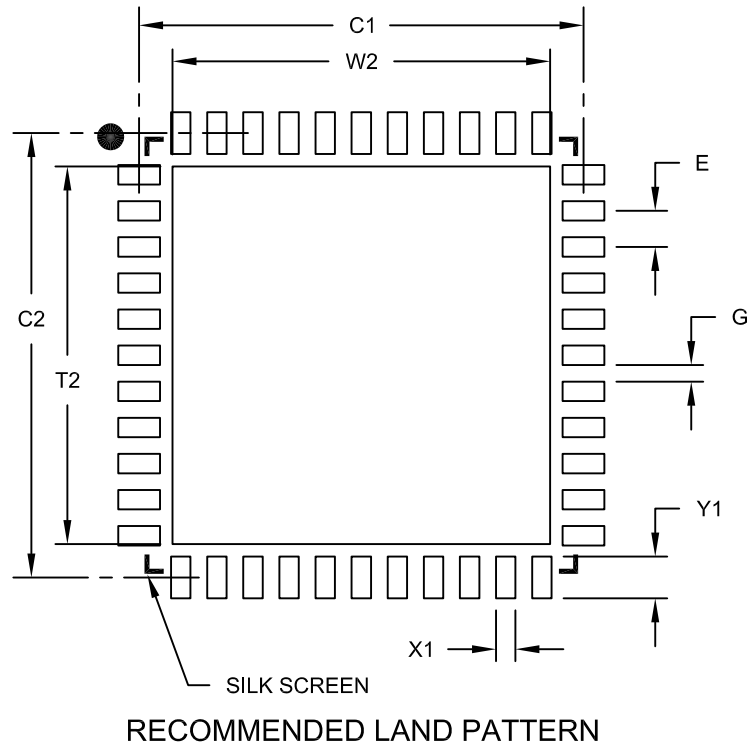 C1
W2
E
C2
G
T2
Y1
X1
SILK SCREEN
RECOMMENDED LAND PATTERN